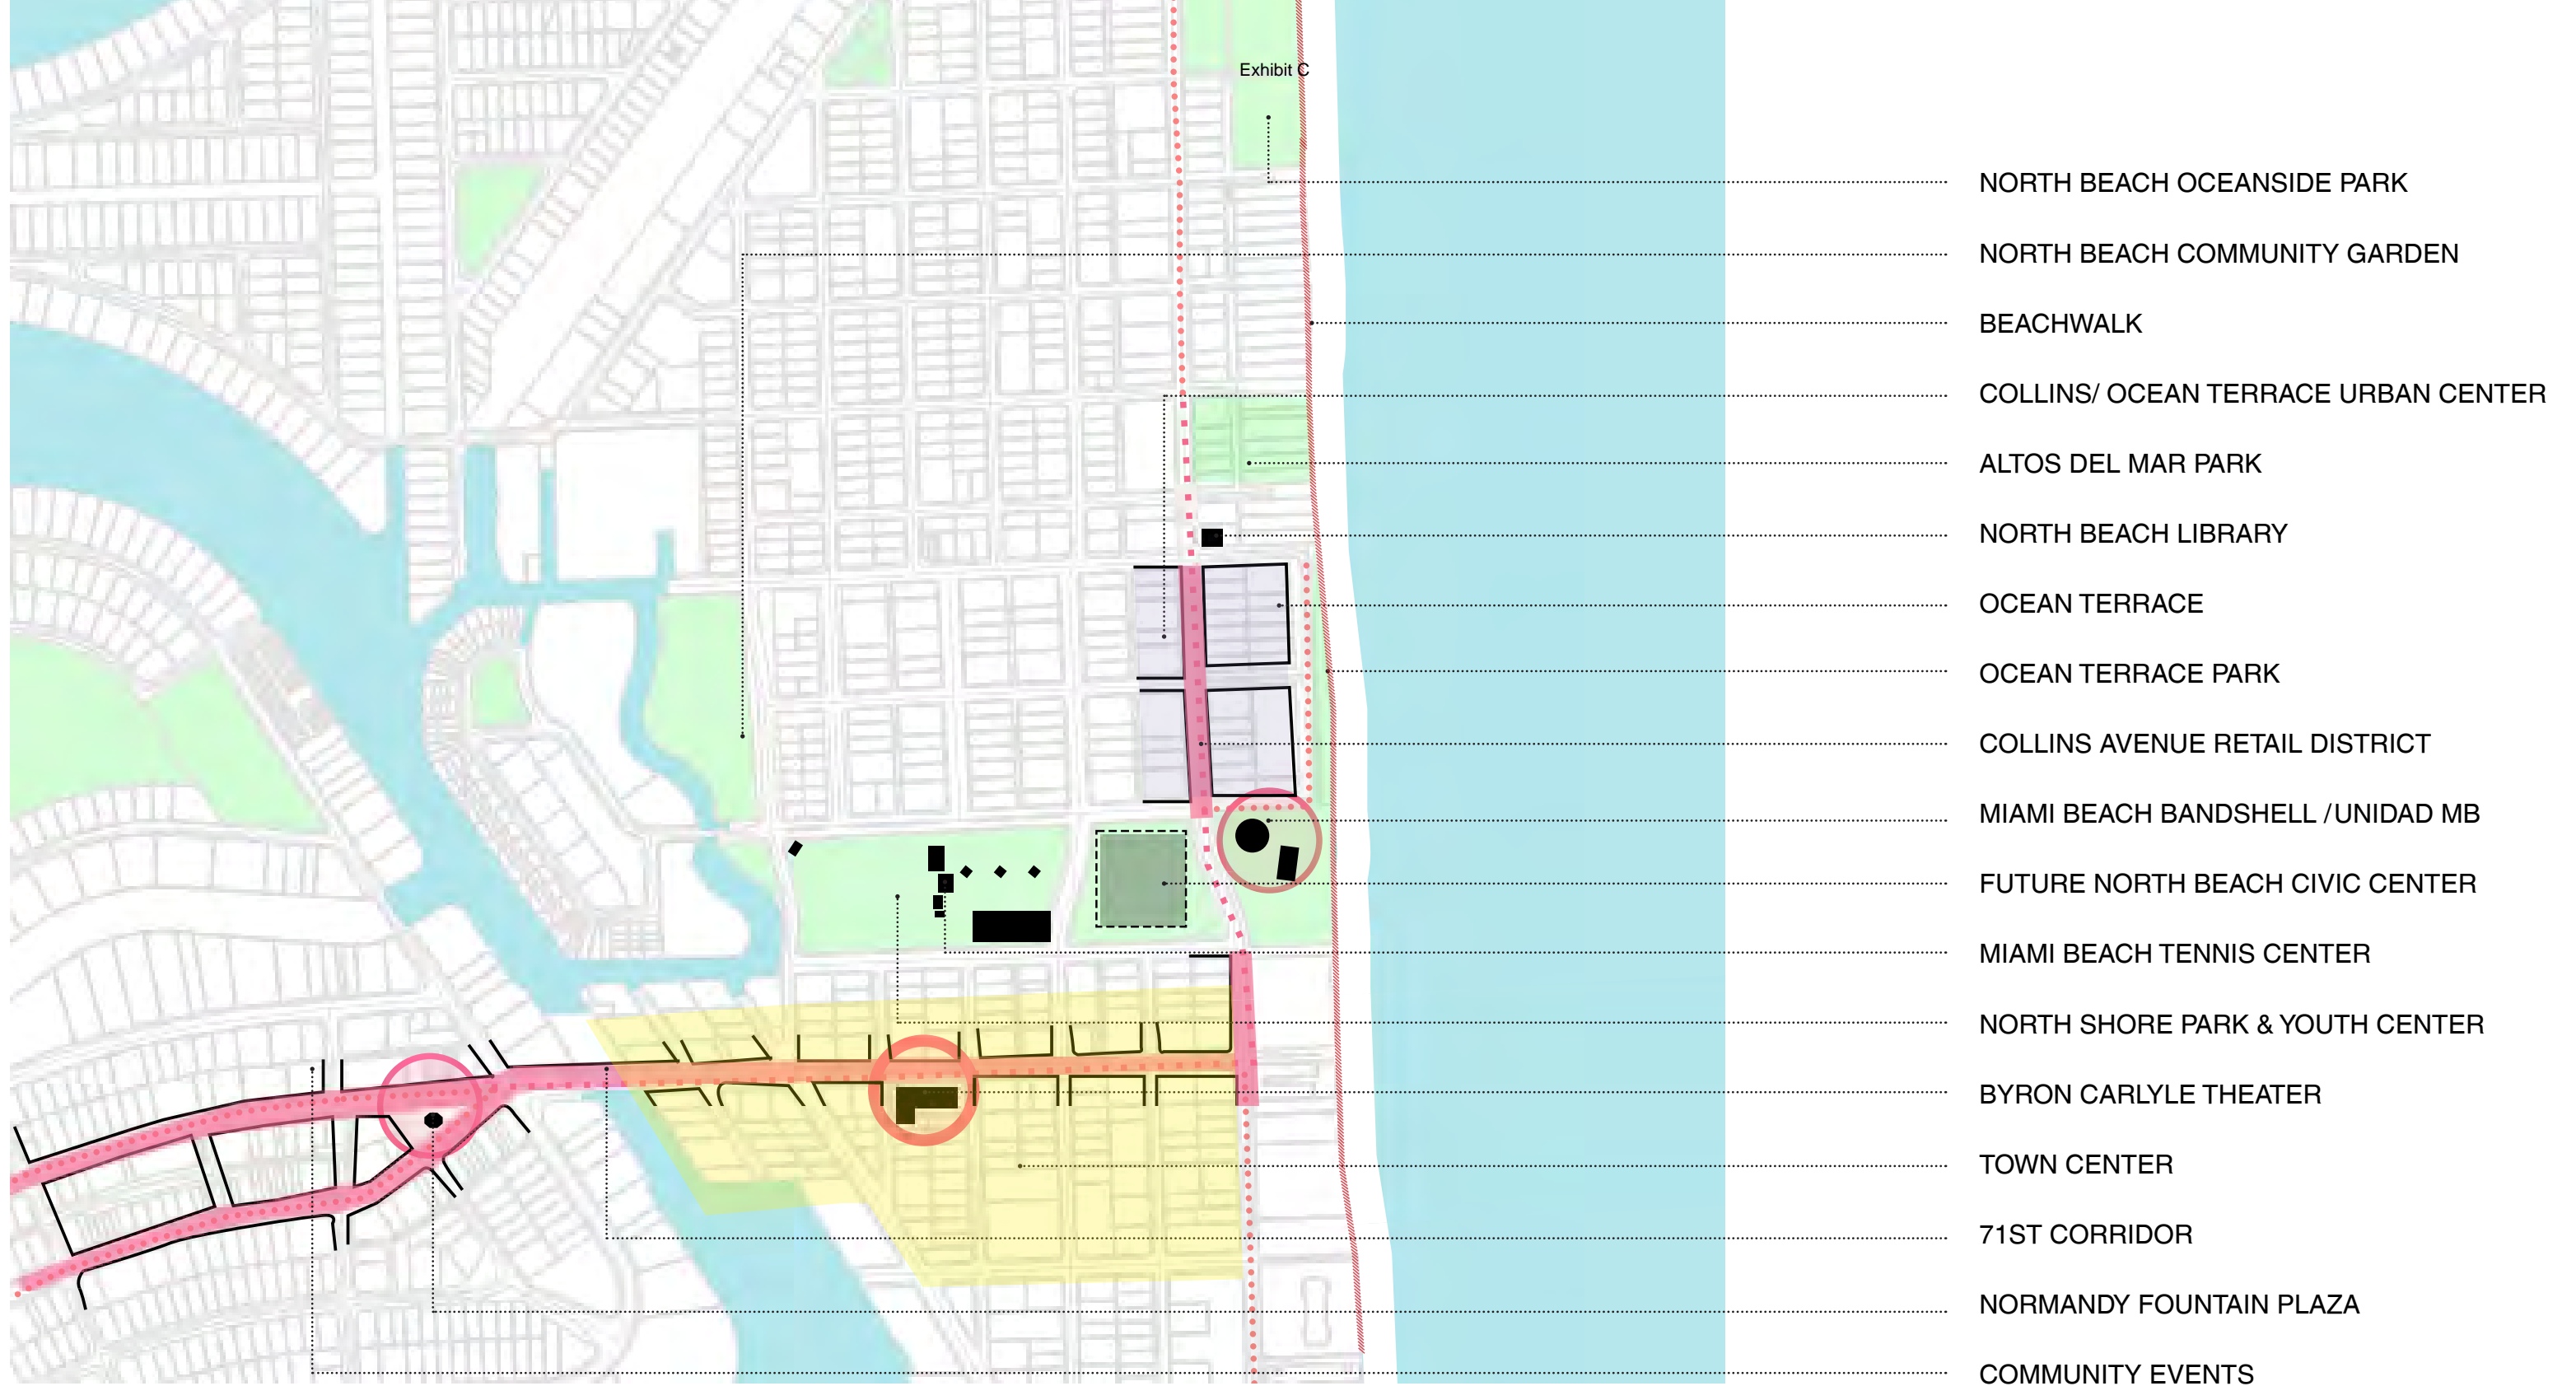 Exhibit C
NORTH BEACH OCEANSIDE PARK
NORTH BEACH COMMUNITY GARDEN
BEACHWALK
COLLINS/ OCEAN TERRACE URBAN CENTER
ALTOS DEL MAR PARK
NORTH BEACH LIBRARY
OCEAN TERRACE
OCEAN TERRACE PARK
COLLINS AVENUE RETAIL DISTRICT
MIAMI BEACH BANDSHELL /UNIDAD MB
FUTURE NORTH BEACH CIVIC CENTER
MIAMI BEACH TENNIS CENTER
NORTH SHORE PARK & YOUTH CENTER
BYRON CARLYLE THEATER
TOWN CENTER
71ST CORRIDOR
NORMANDY FOUNTAIN PLAZA
COMMUNITY EVENTS